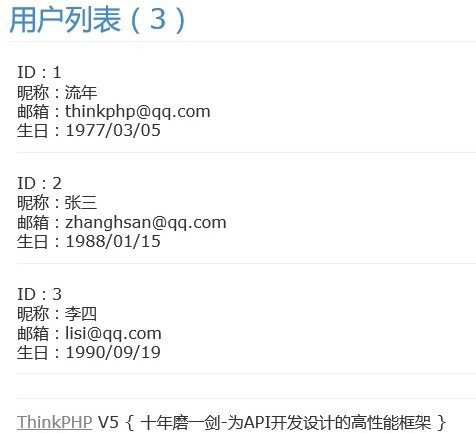 用户列表（3）
ID：1
昵称：流年
邮箱：thinkphp@qq.com
生日：1977/03/05
ID：2
昵称：张三
邮箱：zhanghsan@qq.com
生日：1988/01/15
ID：3
昵称：李四
邮箱：lisi@qq.com
生日：1990/09/19
ThinkPHP V5 { 十年磨一剑-为API开发设计的高性能框架 }